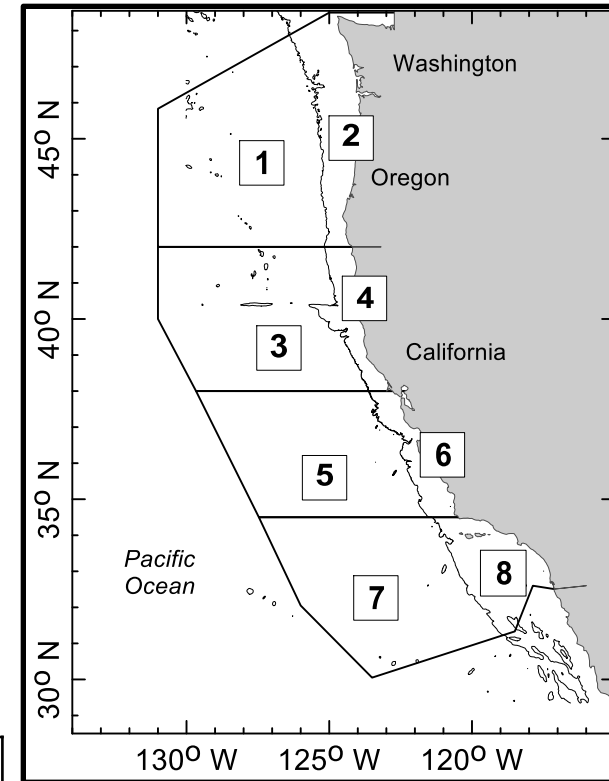 Washington
45° N
2
1
Oregon
4
40° N
3
California
6
5
35° N
Pacific
Ocean
8
7
30° N
130° W
125° W
120° W